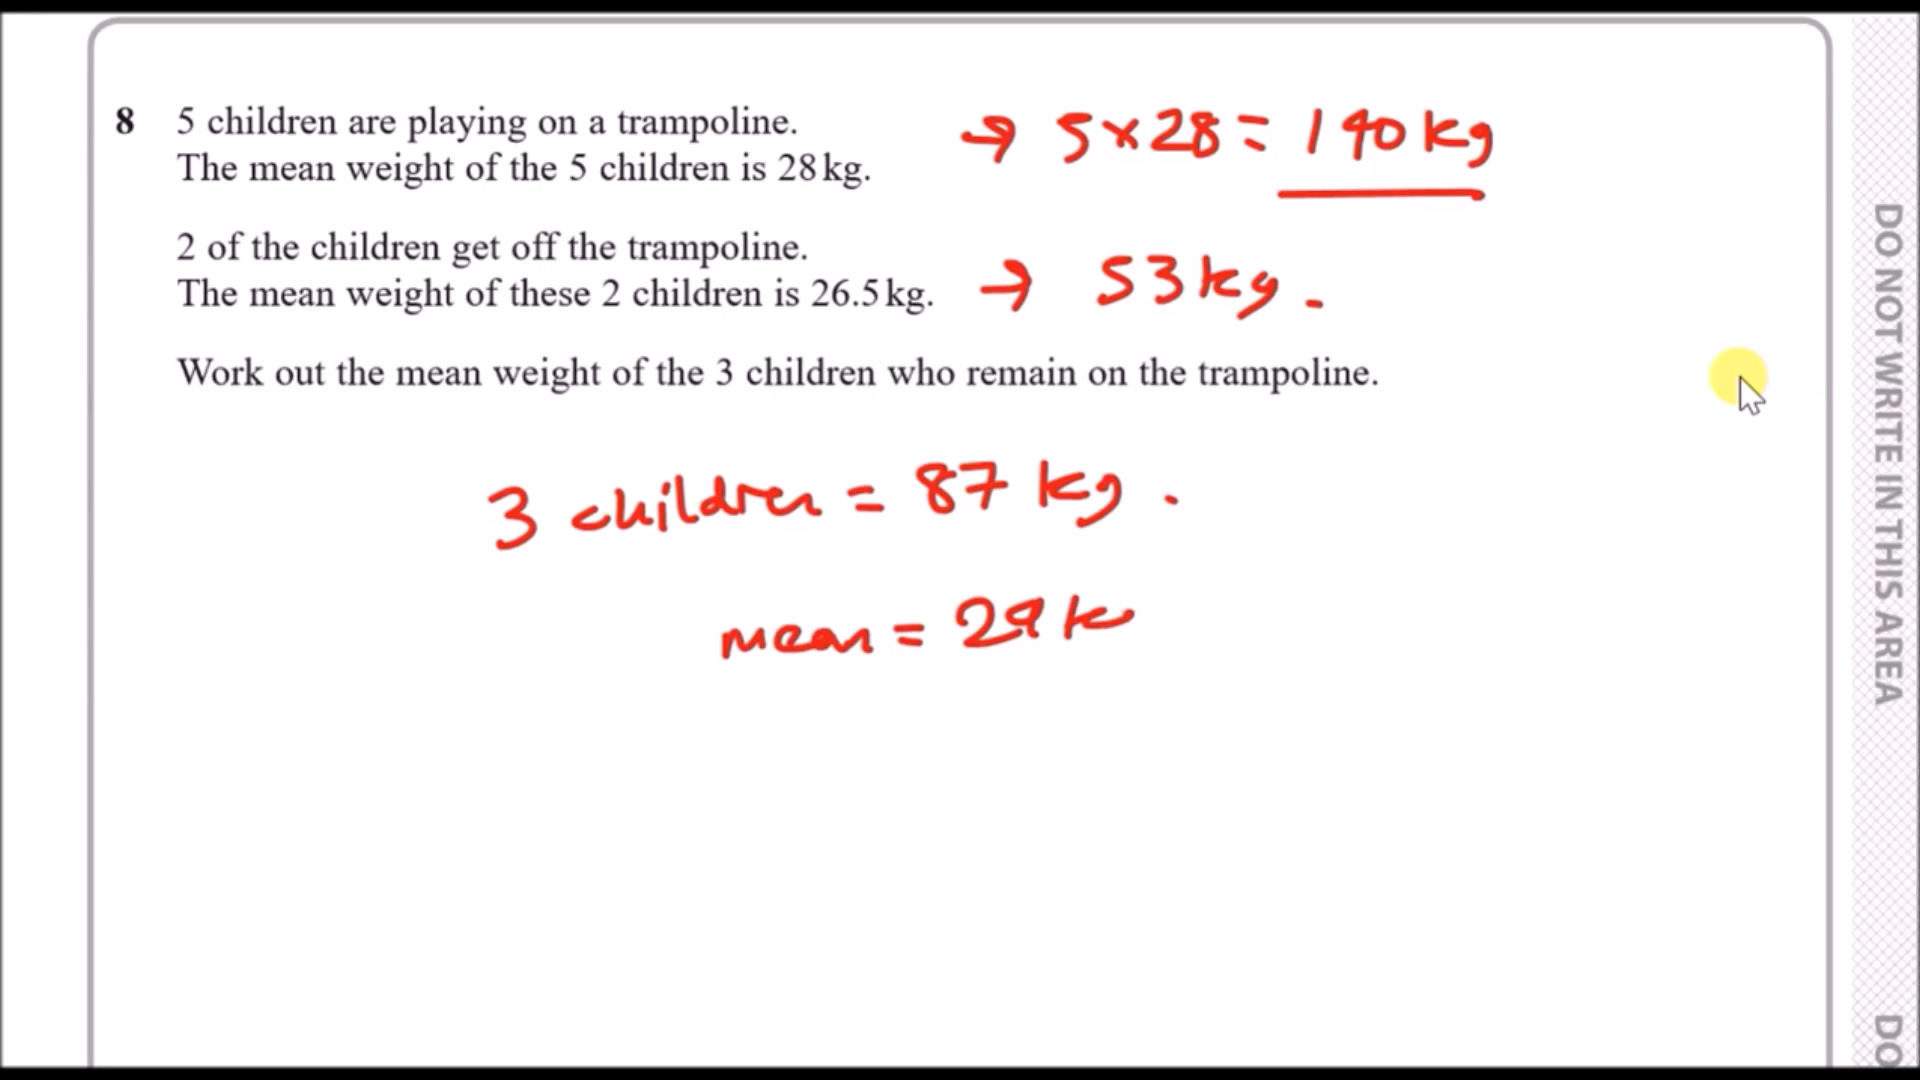 8 5 children are playing on a trampoline. → 5×28 = 140 kg
The mean weight of the 5 children is 28 kg.
2 of the children get off the trampoline.
The mean weight of these 2 children is 26.5 kg. → 53 kg.
Work out the mean weight of the 3 children who remain on the trampoline.
3 children = 87 kg.
mean = 29 k
DO NOT WRITE IN THIS AREA
DO